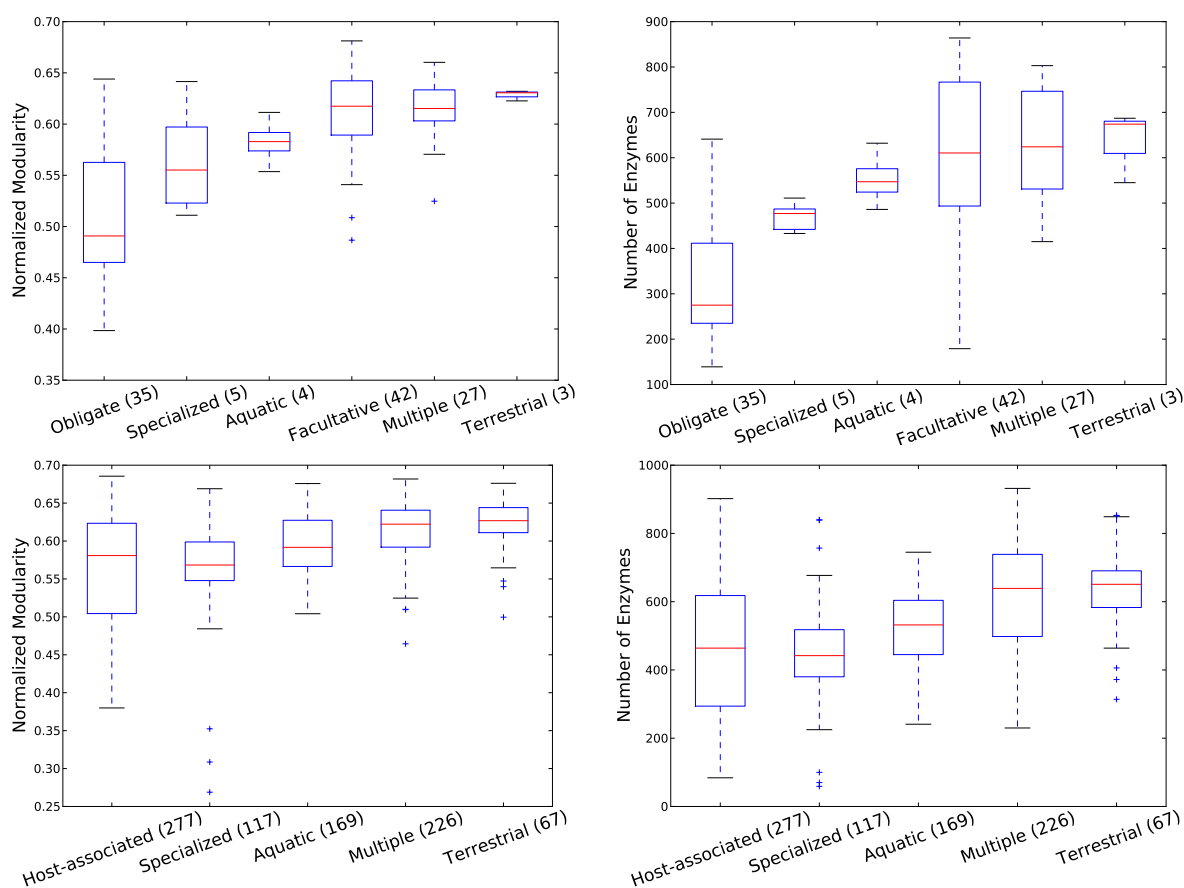 0.70
0.65
0.60
0.55
0.50
0.45
0.40
0.35
Normalized Modularity
Obligate (35)
Specialized (5)
Aquatic (4)
Facultative (42)
Multiple (27)
Terrestrial (3)
900
800
700
600
500
400
300
200
100
Number of Enzymes
Obligate (35)
Specialized (5)
Aquatic (4)
Facultative (42)
Multiple (27)
Terrestrial (3)
0.70
0.65
0.60
0.55
0.50
0.45
0.40
0.35
0.30
0.25
Normalized Modularity
Host-associated (277)
Specialized (117)
Aquatic (169)
Multiple (226)
Terrestrial (67)
1000
800
600
400
200
0
Number of Enzymes
Host-associated (277)
Specialized (117)
Aquatic (169)
Multiple (226)
Terrestrial (67)